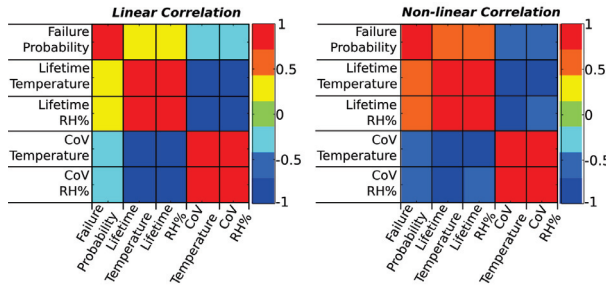 Linear Correlation
Failure
Probability
Lifetime
Temperature
Lifetime
RH%
CoV
Temperature
CoV
RH%
1
0.5
0
-0.5
-1
Failure
Probability
Lifetime
Temperature
Lifetime
RH%
CoV
Temperature
CoV
RH%
Non-linear Correlation
Failure
Probability
Lifetime
Temperature
Lifetime
RH%
CoV
Temperature
CoV
RH%
1
0.5
0
-0.5
-1
Failure
Probability
Lifetime
Temperature
Lifetime
RH%
CoV
Temperature
CoV
RH%